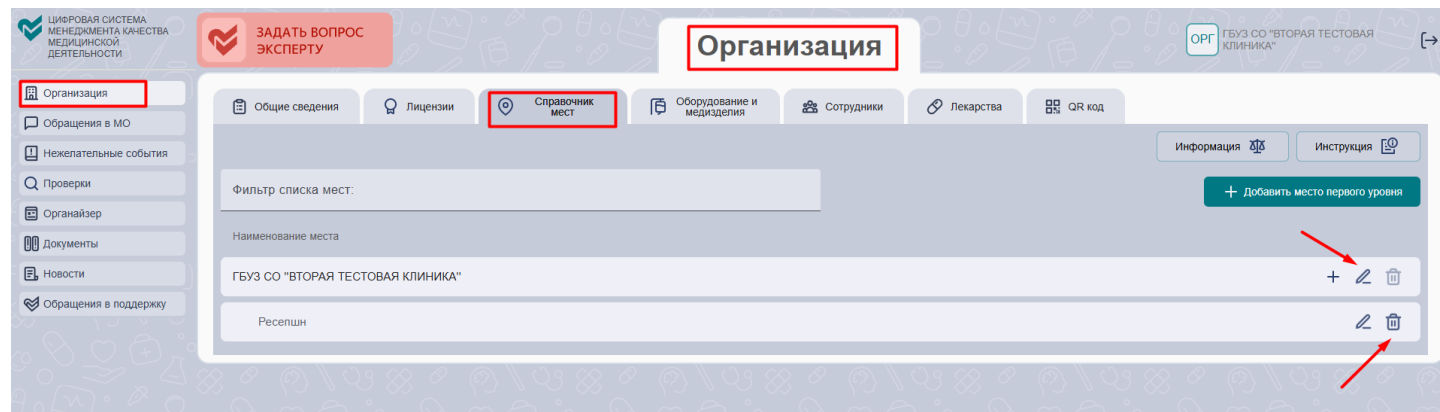 ЦИФРОВАЯ СИСТЕМА
МЕНЕДЖМЕНТА КАЧЕСТВА
МЕДИЦИНСКОЙ
ДЕЯТЕЛЬНОСТИ
ЗАДАТЬ ВОПРОС
ЭКСПЕРТУ
Организация
ОРГ
ГБУЗ СО "ВТОРАЯ ТЕСТОВАЯ
КЛИНИКА"
Организация
Обращения в МО
Нежелательные события
Проверки
Органайзер
Документы
Новости
Обращения в поддержку
Общие сведения
Лицензии
Справочник
мест
Оборудование и
медизделия
Сотрудники
Лекарства
QR код
Информация
Инструкция
Фильтр списка мест:
+ Добавить место первого уровня
Наименование места
ГБУЗ СО "ВТОРАЯ ТЕСТОВАЯ КЛИНИКА"
Ресепшн